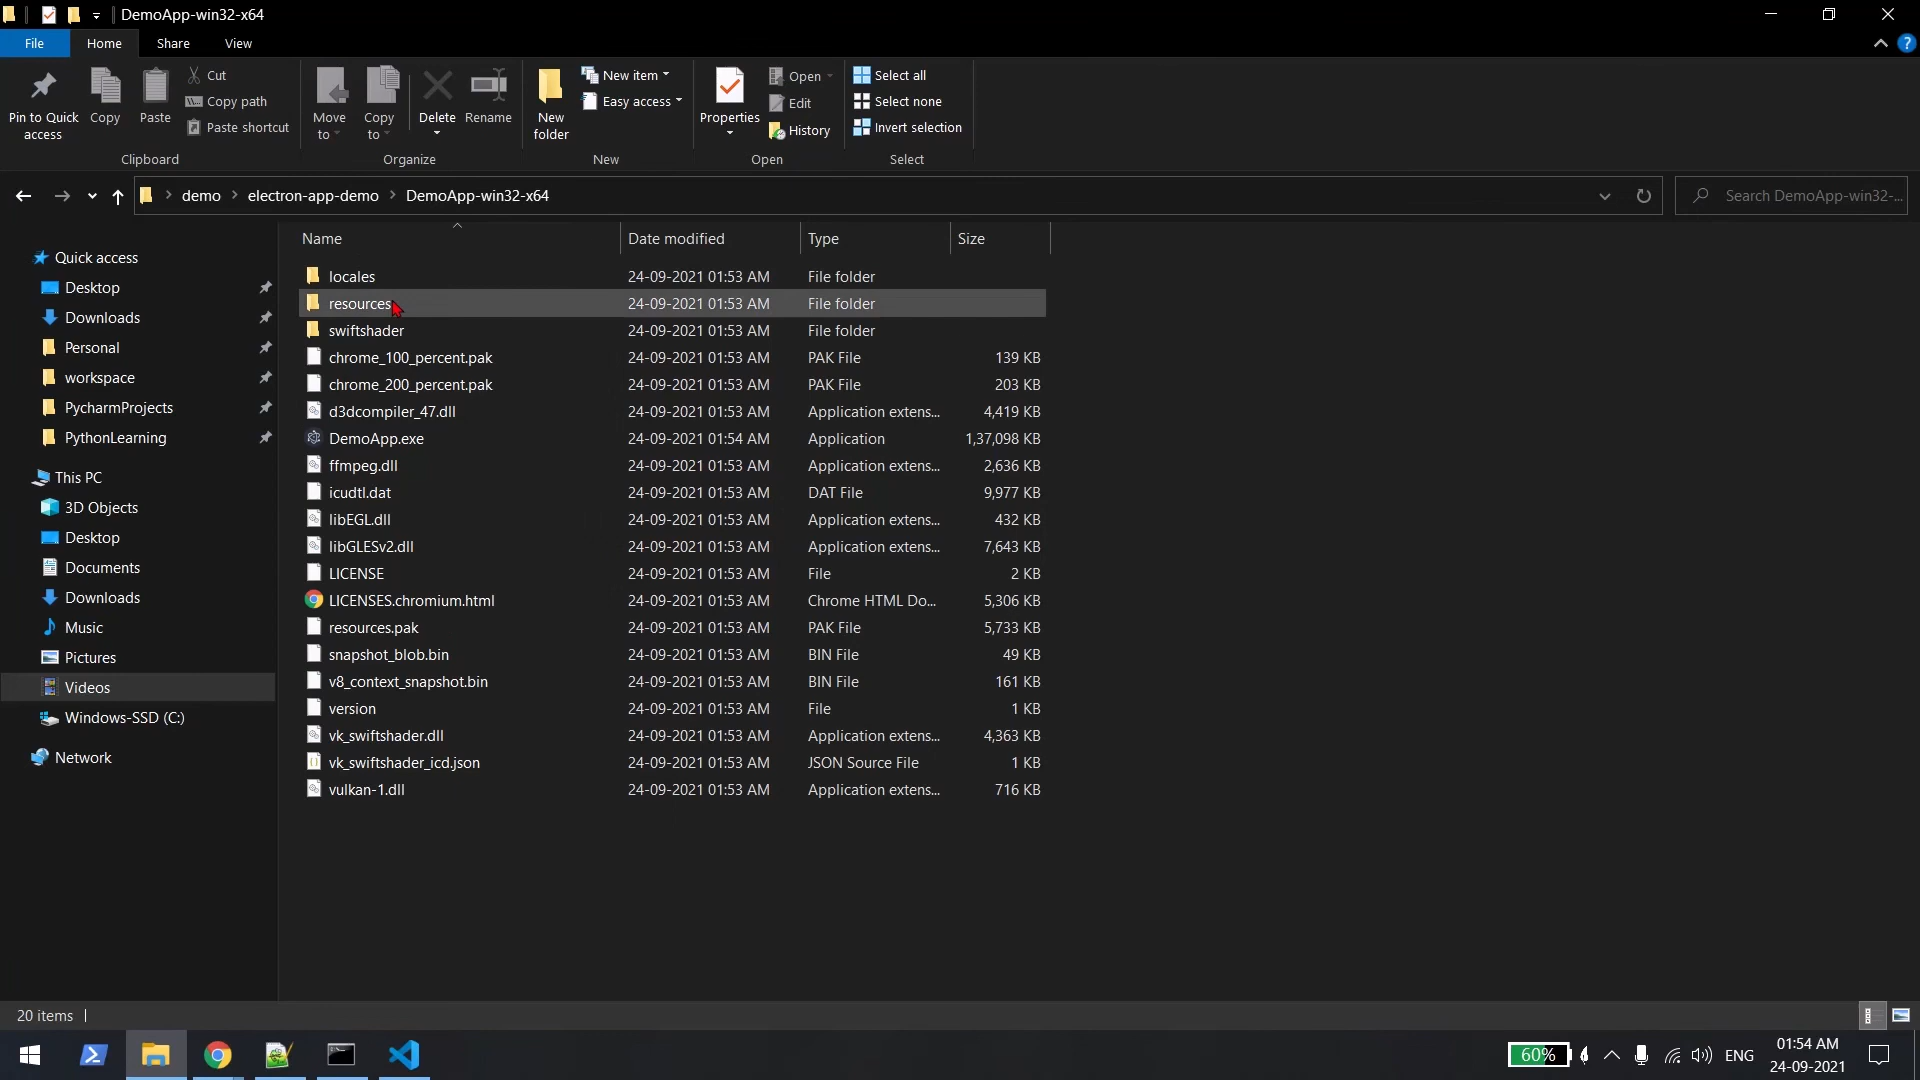 DemoApp-win32-x64
File Home Share View
Pin to Quick access
Copy
Paste
Cut
Copy path
Paste shortcut
Clipboard
Move to
Copy to
Delete
Rename
Organize
New folder
New item
Easy access
New
Properties
Open
Edit
History
Open
Select all
Select none
Invert selection
Select
demo electron-app-demo DemoApp-win32-x64
Search DemoApp-win32-...
Quick access
Desktop
Downloads
Personal
workspace
PycharmProjects
PythonLearning
This PC
3D Objects
Desktop
Documents
Downloads
Music
Pictures
Videos
Windows-SSD (C:)
Network
Name Date modified Type Size
locales 24-09-2021 01:53 AM File folder
resources 24-09-2021 01:53 AM File folder
swiftshader 24-09-2021 01:53 AM File folder
chrome_100_percent.pak 24-09-2021 01:53 AM PAK File 139 KB
chrome_200_percent.pak 24-09-2021 01:53 AM PAK File 203 KB
d3dcompiler_47.dll 24-09-2021 01:53 AM Application extens... 4,419 KB
DemoApp.exe 24-09-2021 01:54 AM Application 1,37,098 KB
ffmpeg.dll 24-09-2021 01:53 AM Application extens... 2,636 KB
icudtl.dat 24-09-2021 01:53 AM DAT File 9,977 KB
libEGL.dll 24-09-2021 01:53 AM Application extens... 432 KB
libGLESv2.dll 24-09-2021 01:53 AM Application extens... 7,643 KB
LICENSE 24-09-2021 01:53 AM File 2 KB
LICENSES.chromium.html 24-09-2021 01:53 AM Chrome HTML Do... 5,306 KB
resources.pak 24-09-2021 01:53 AM PAK File 5,733 KB
snapshot_blob.bin 24-09-2021 01:53 AM BIN File 49 KB
v8_context_snapshot.bin 24-09-2021 01:53 AM BIN File 161 KB
version 24-09-2021 01:53 AM File 1 KB
vk_swiftshader.dll 24-09-2021 01:53 AM Application extens... 4,363 KB
vk_swiftshader_icd.json 24-09-2021 01:53 AM JSON Source File 1 KB
vulkan-1.dll 24-09-2021 01:53 AM Application extens... 716 KB
20 items
60%
ENG
01:54 AM
24-09-2021